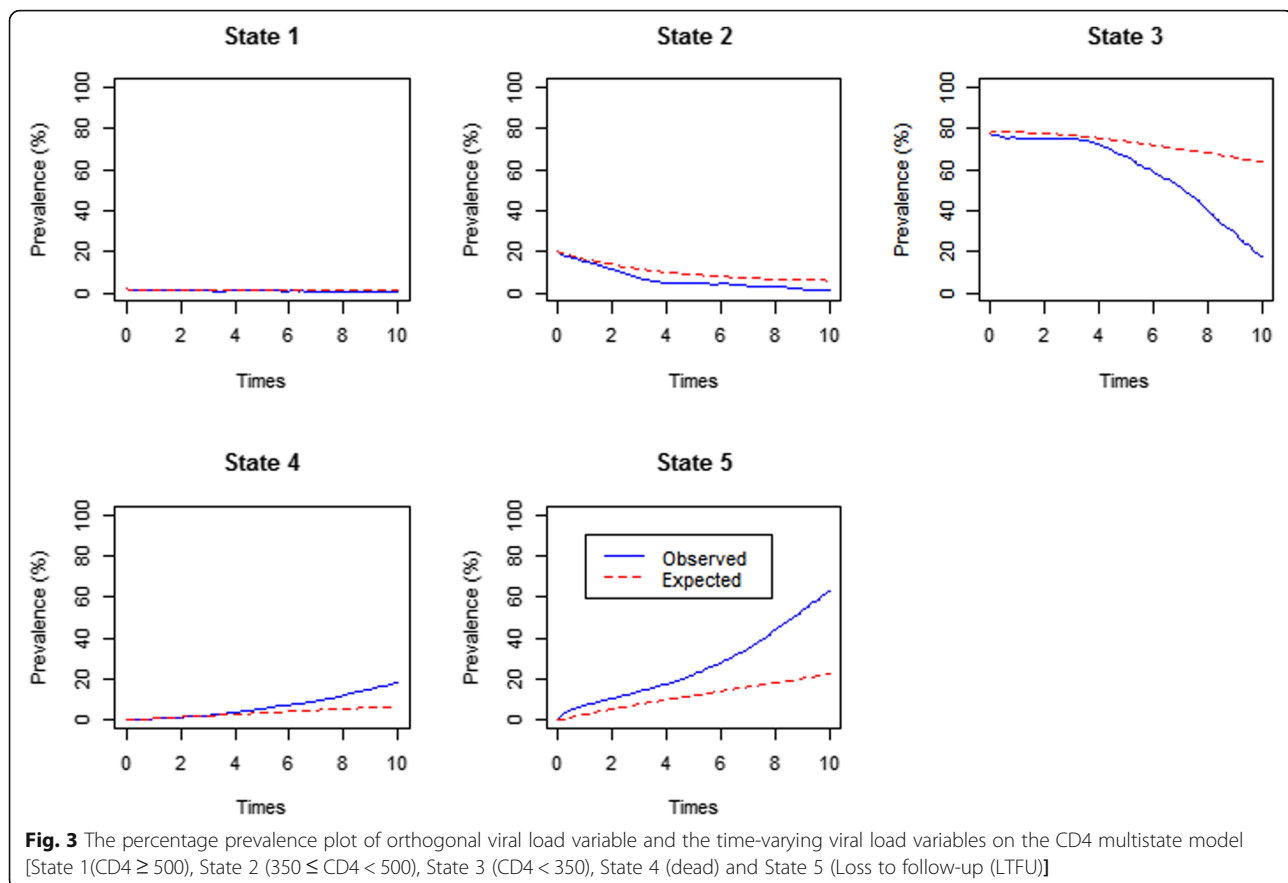 State 1
State 2
State 3
Prevalence (%)
0 20 40 60 80 100
0 2 4 6 8 10
Times
Prevalence (%)
0 20 40 60 80 100
0 2 4 6 8 10
Times
Prevalence (%)
0 20 40 60 80 100
0 2 4 6 8 10
Times
State 4
State 5
Prevalence (%)
0 20 40 60 80 100
0 2 4 6 8 10
Times
Prevalence (%)
0 20 40 60 80 100
Observed
Expected
0 2 4 6 8 10
Times
Fig. 3 The percentage prevalence plot of orthogonal viral load variable and the time-varying viral load variables on the CD4 multistate model
[State 1(CD4 ≥ 500), State 2 (350 ≤ CD4 < 500), State 3 (CD4 < 350), State 4 (dead) and State 5 (Loss to follow-up (LTFU)]